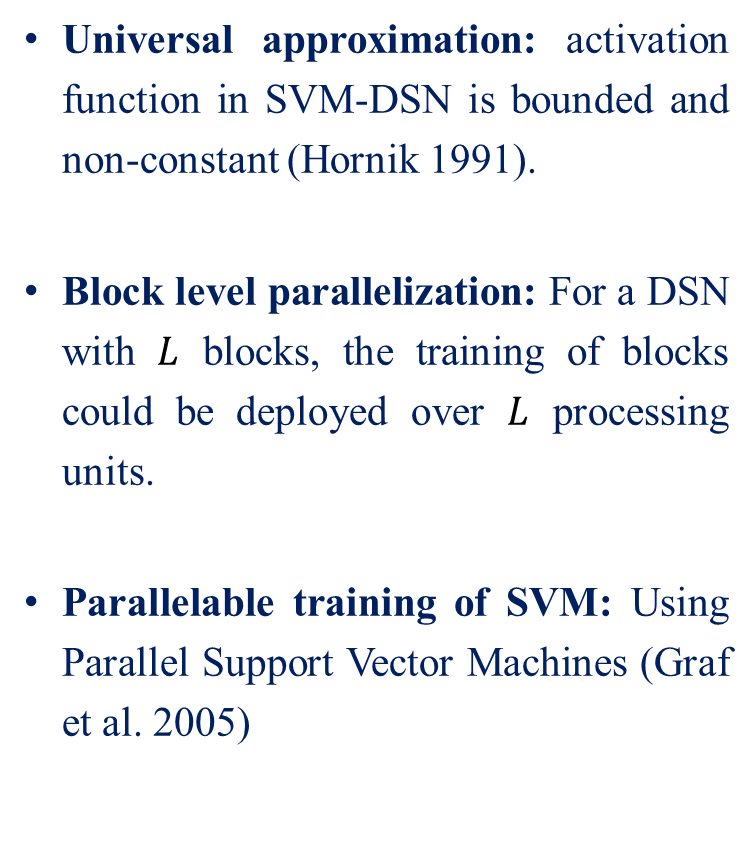 • Universal approximation: activation
function in SVM-DSN is bounded and
non-constant (Hornik 1991).
• Block level parallelization: For a DSN
with L blocks, the training of blocks
could be deployed over L processing
units.
• Parallelable training of SVM: Using
Parallel Support Vector Machines (Graf
et al. 2005)